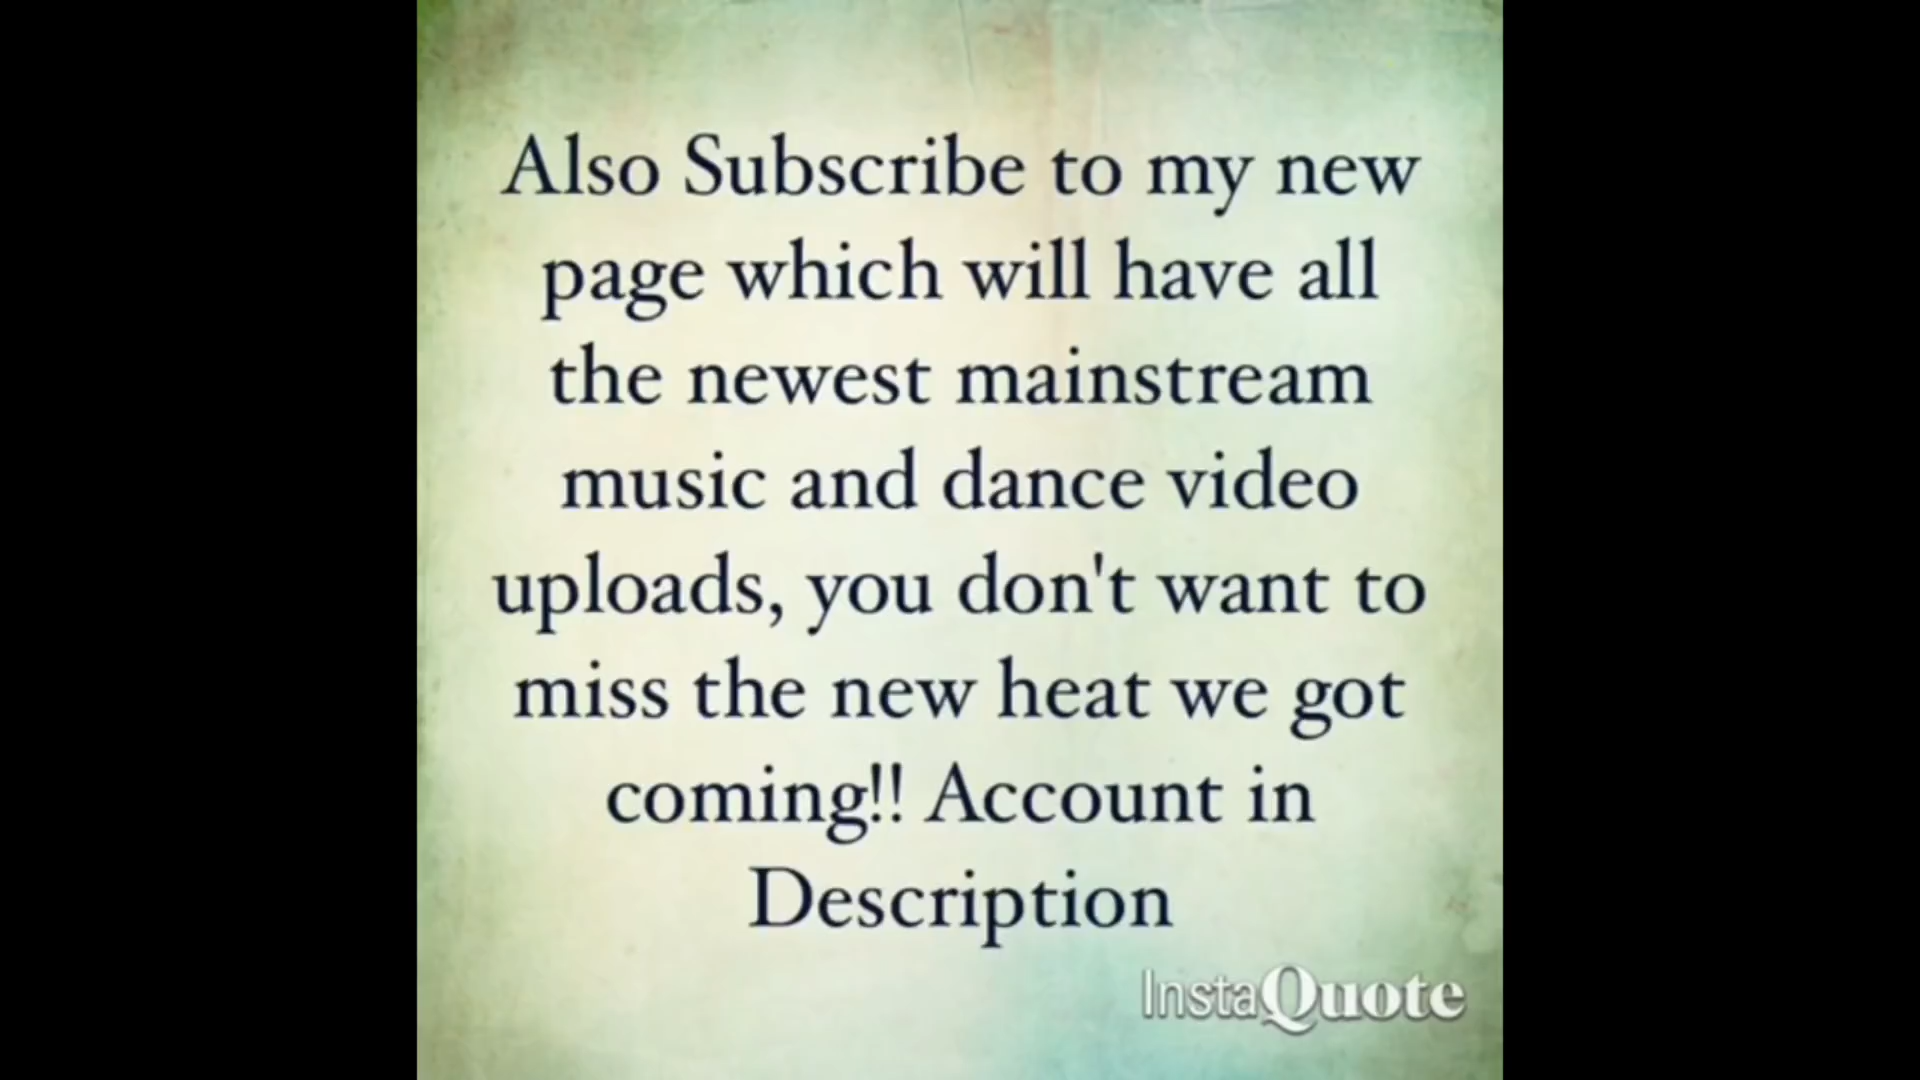 Also Subscribe to my new
page which will have all
the newest mainstream
music and dance video
uploads, you don't want to
miss the new heat we got
coming!! Account in
Description
InstaQuote